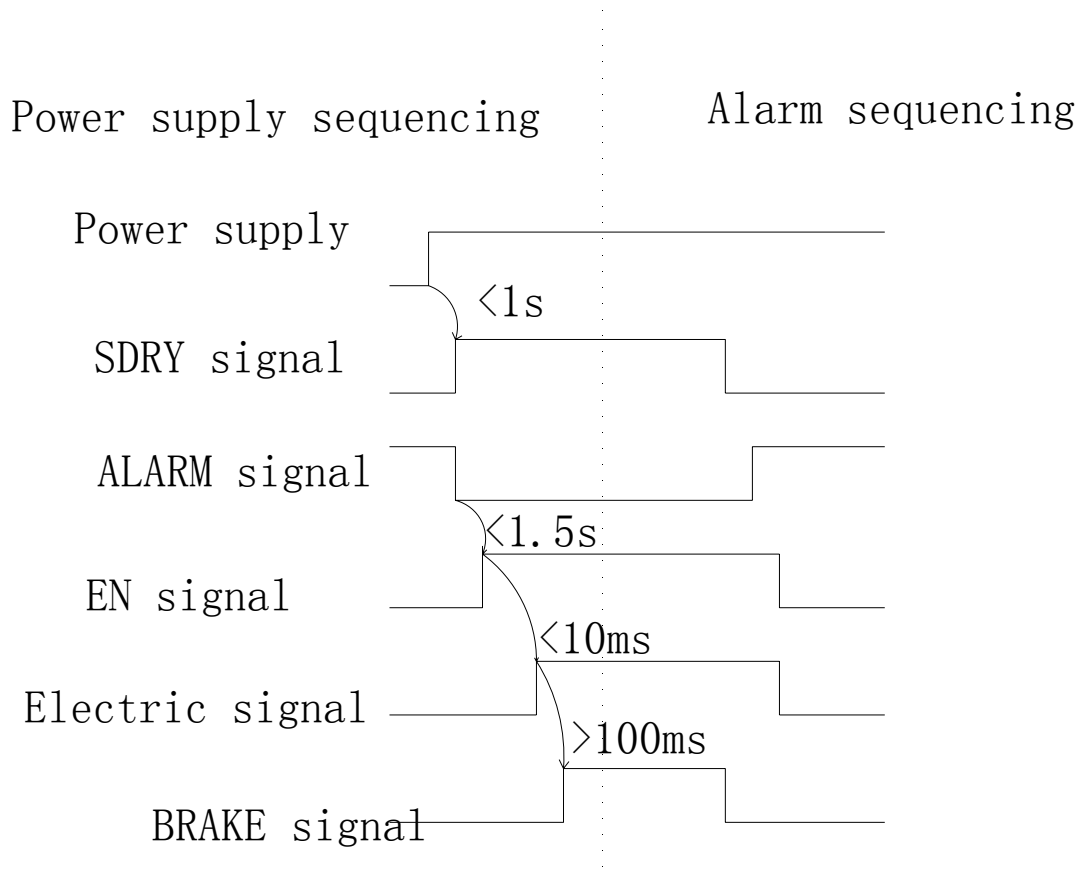 Power supply sequencing
Alarm sequencing
Power supply
<1s
SDRY signal
ALARM signal
<1.5s
EN signal
<10ms
Electric signal
>100ms
BRAKE signal